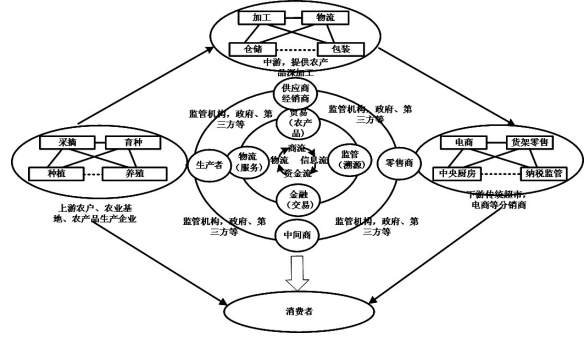 加工
物流
仓储
包装
中游，提供农产
品深加工
供应商
经销商
监管机构，政府、第
三方等
监管机构，政府、第
三方等
贸易
（农产
品）
采摘
育种
种植
养殖
上游农户、农业基
地、农产品生产企业
生产者
物流
（服务）
商流
物流
信息流
资金流
监管
（溯源）
零售商
电商
货架零售
中央厨房
纳税监管
下游传统超市，
电商等分销商
金融
（交易）
监管机构，政府、第
三方等
监管机构，政府、第
三方等
中间商
消费者